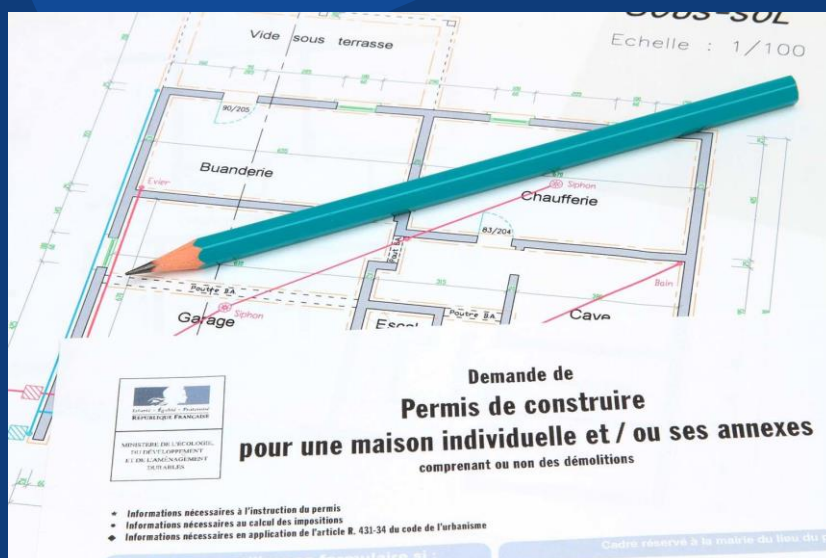 SOUS-SOL
Echelle : 1/100
Vide sous terrasse
90/205
Buanderie
Evier
Siphon
Chaufferie
83/204
Poutre BA
Garage
Siphon
Poutre BA
Bain
Cave
Demande de
Permis de construire
pour une maison individuelle et / ou ses annexes
comprenant ou non des démolitions
Liberté • Égalité • Fraternité
RÉPUBLIQUE FRANÇAISE
MINISTÈRE DE L'ÉCOLOGIE,
DU DÉVELOPPEMENT
ET DE L'AMÉNAGEMENT
DURABLES
Informations nécessaires à l'instruction du permis
Informations nécessaires au calcul des impositions
Informations nécessaires en application de l'article R. 431-34 du code de l'urbanisme
Cadre réservé à la mairie du lieu du